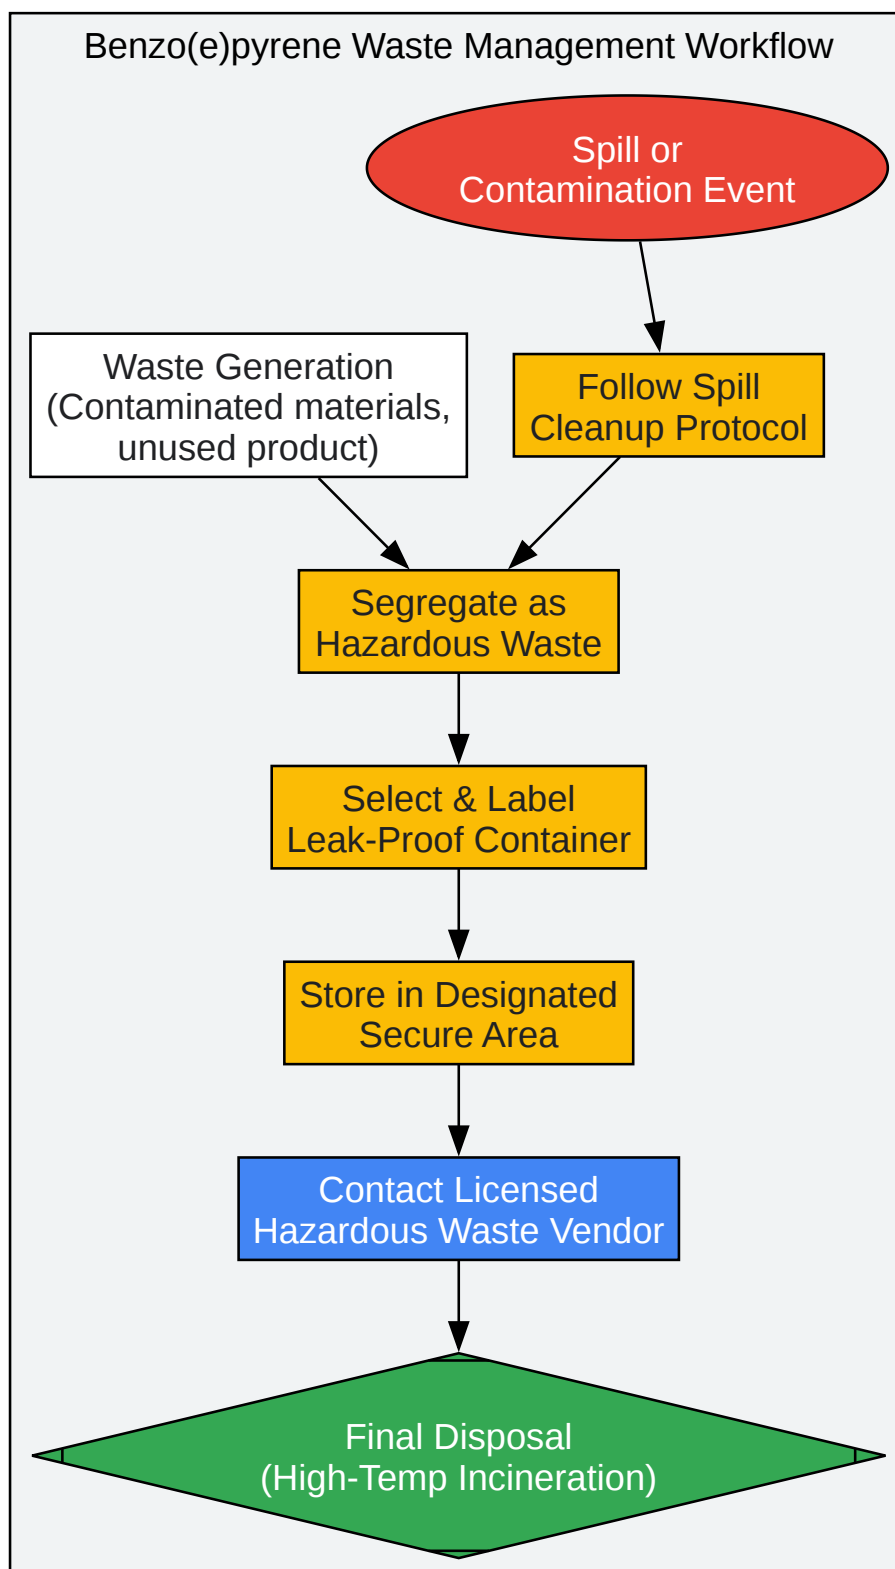 Benzo(e)pyrene Waste Management Workflow
Spill or
Contamination Event
Waste Generation
(Contaminated materials,
unused product)
Follow Spill
Cleanup Protocol
Segregate as
Hazardous Waste
Select & Label
Leak-Proof Container
Store in Designated
Secure Area
Contact Licensed
Hazardous Waste Vendor
Final Disposal
(High-Temp Incineration)